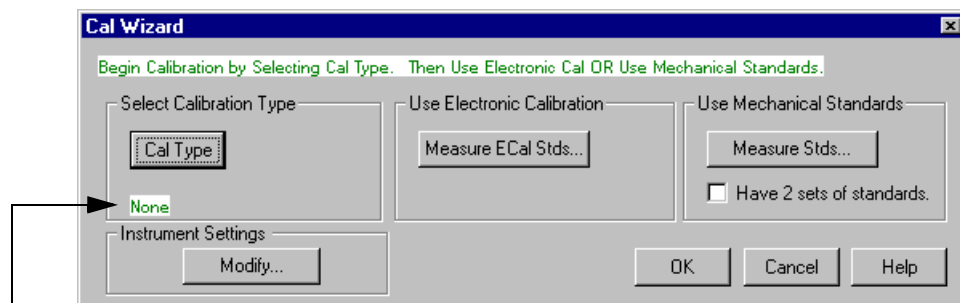 Cal Wizard
Begin Calibration by Selecting Cal Type. Then Use Electronic Cal OR Use Mechanical Standards.
Select Calibration Type
Cal Type
None
Use Electronic Calibration
Measure ECal Stds...
Use Mechanical Standards
Measure Stds...
Have 2 sets of standards.
Instrument Settings
Modify...
OK
Cancel
Help